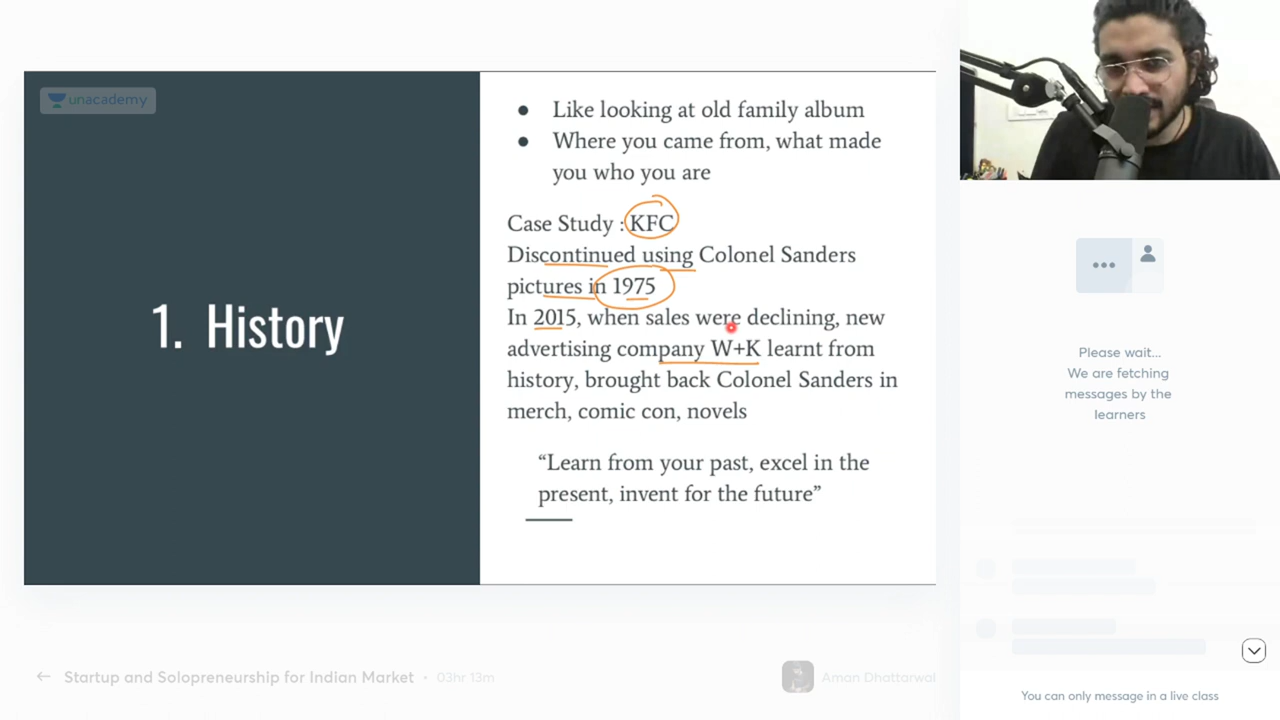 unacademy
1. History
● Like looking at old family album
● Where you came from, what made
you who you are
Case Study : KFC
Discontinued using Colonel Sanders
pictures in 1975
In 2015, when sales were declining, new
advertising company W+K learnt from
history, brought back Colonel Sanders in
merch, comic con, novels
“Learn from your past, excel in the
present, invent for the future”
Please wait...
We are fetching
messages by the
learners
← Startup and Solopreneurship for Indian Market • 03hr 13m
Aman Dhattarwal
You can only message in a live class